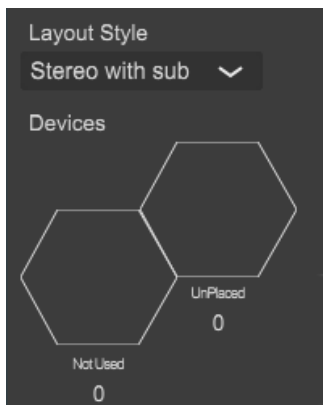 Layout Style
Stereo with sub
Devices
UnPlaced
0
Not Used
0